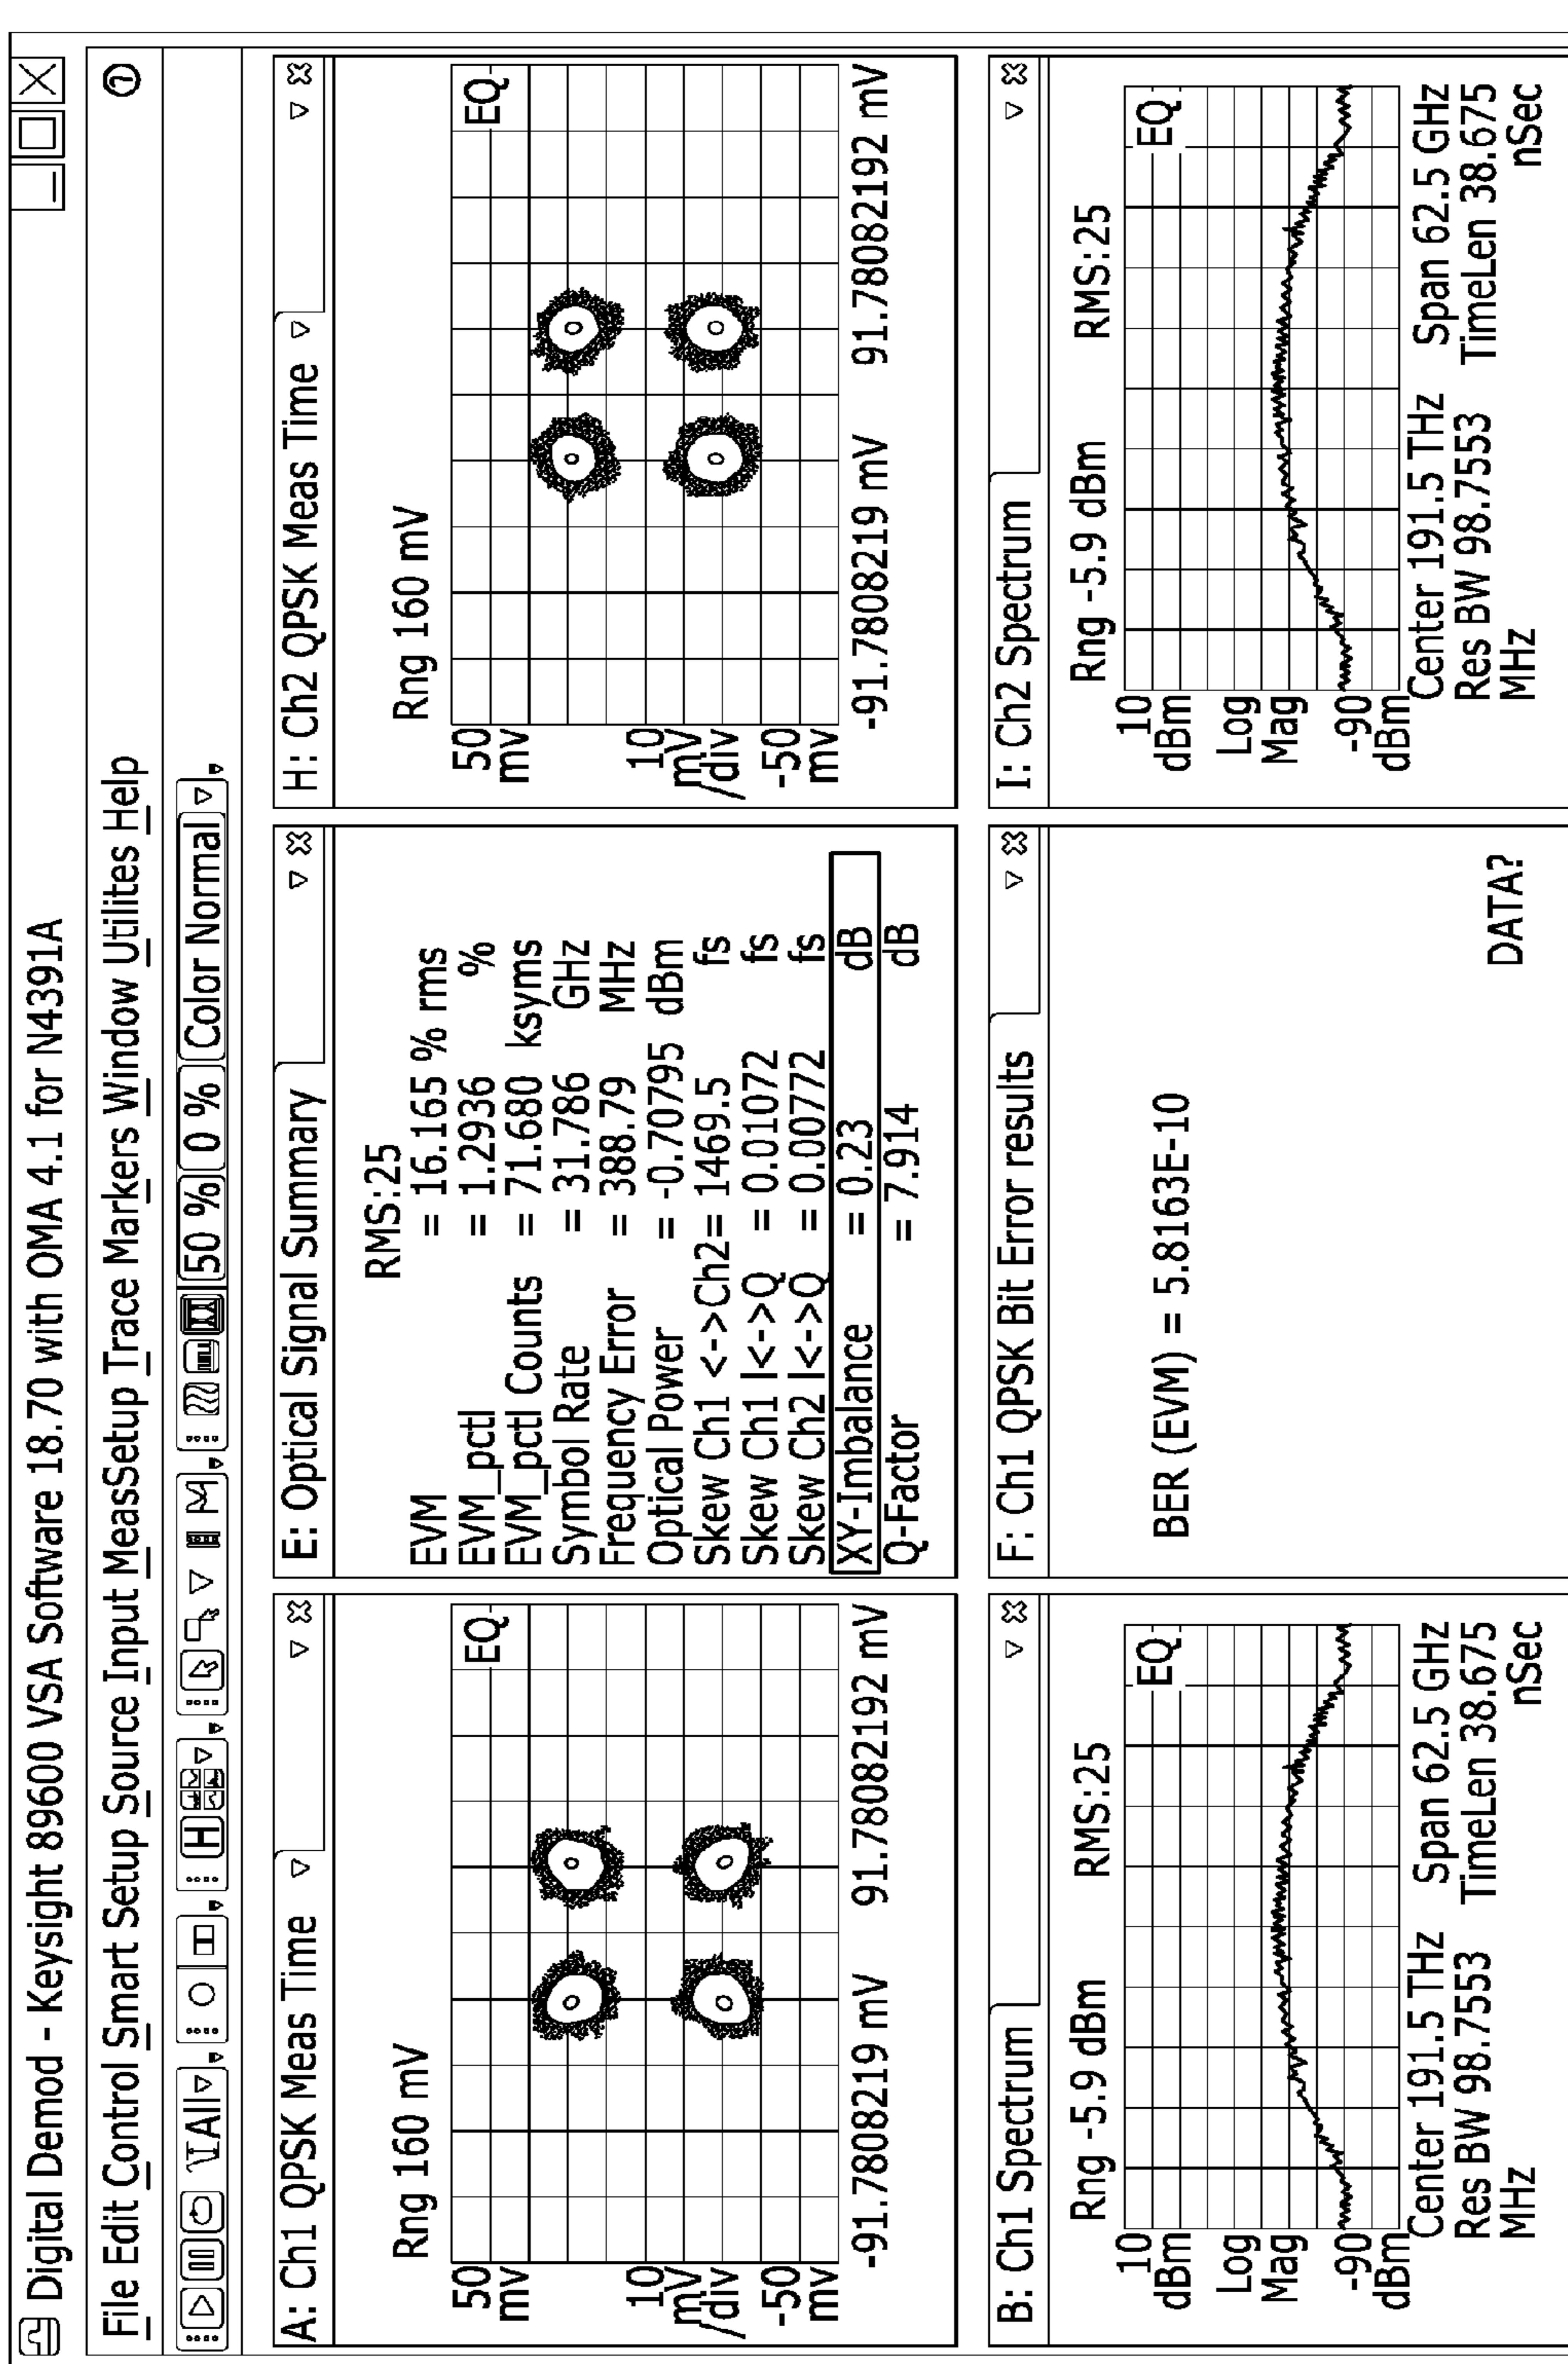 Digital Demod - Keysight 89600 VSA Software 18.70 with OMA 4.1 for N4391A
File Edit Control Smart Setup Source Input MeasSetup Trace Markers Window Utilites Help
All
H
50 % 0 % Color Normal
A: Ch1 QPSK Meas Time
Rng 160 mV
50
mv
EQ
10
mV
/div
-50
mv
-91.7808219 mV 91.78082192 mV
E: Optical Signal Summary
RMS:25
EVM = 16.165 % rms
EVM_pctl = 1.2936 %
EVM_pctl Counts = 71.680 ksyms
Symbol Rate = 31.786 GHz
Frequency Error = 388.79 MHz
Optical Power = -0.70795 dBm
Skew Ch1 <->Ch2= 1469.5 fs
Skew Ch1 I<->Q = 0.01072 fs
Skew Ch2 I<->Q = 0.00772 fs
XY-Imbalance = 0.23 dB
Q-Factor = 7.914 dB
H: Ch2 QPSK Meas Time
Rng 160 mV
50
mv
EQ
10
mV
/div
-50
mv
-91.7808219 mV 91.78082192 mV
B: Ch1 Spectrum
Rng -5.9 dBm RMS:25
10
dBm
EQ
Log
Mag
-90
dBm
Center 191.5 THz Span 62.5 GHz
Res BW 98.7553 TimeLen 38.675
MHz nSec
F: Ch1 QPSK Bit Error results
BER (EVM) = 5.8163E-10
DATA?
I: Ch2 Spectrum
Rng -5.9 dBm RMS:25
10
dBm
EQ
Log
Mag
-90
dBm
Center 191.5 THz Span 62.5 GHz
Res BW 98.7553 TimeLen 38.675
MHz nSec